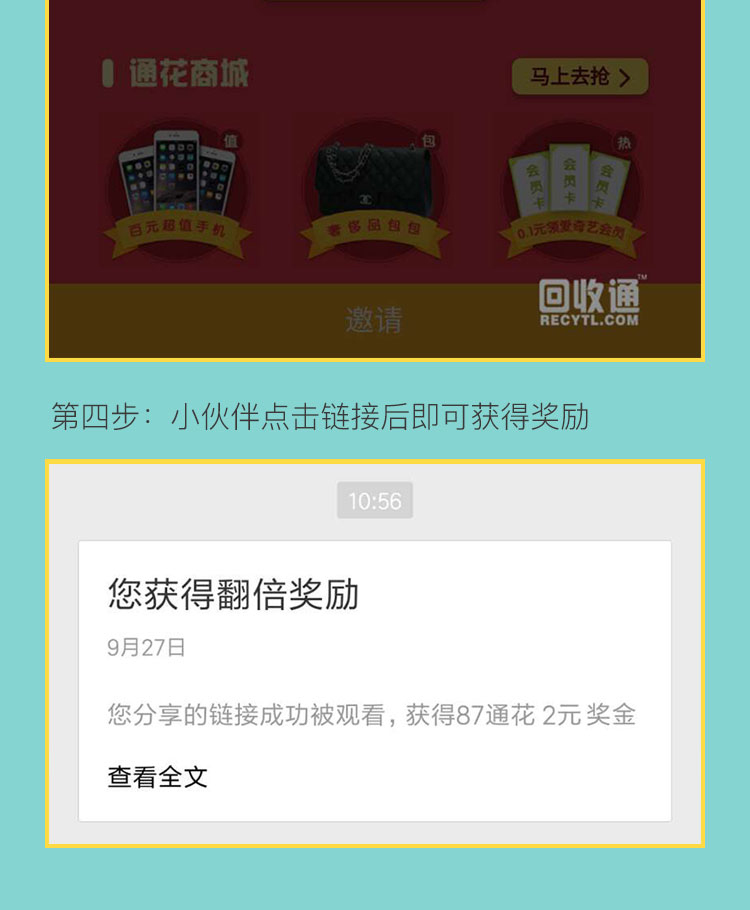 通花商城
马上去抢
值
包
热
会员卡
会员卡
会员卡
百元超值手机
奢侈品包包
0.1元领爱奇艺会员
邀请
回收通™
RECYTL.COM
第四步：小伙伴点击链接后即可获得奖励
10:56
您获得翻倍奖励
9月27日
您分享的链接成功被观看，获得87通花 2元 奖金
查看全文